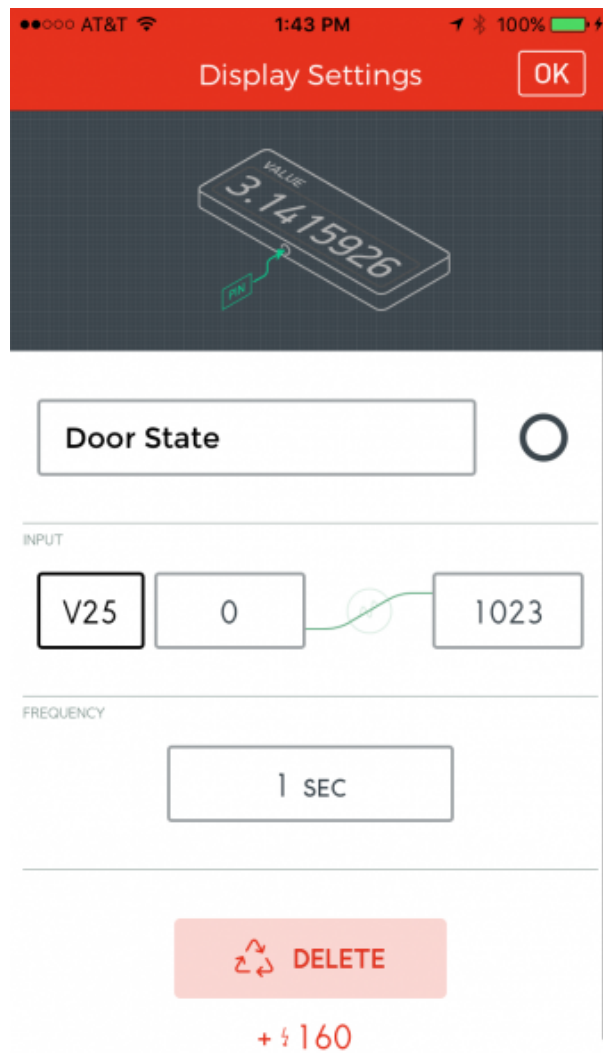 AT&T 1:43 PM 100%
Display Settings OK
VALUE
3.1415926
PIN
Door State
INPUT
V25 0 1023
FREQUENCY
1 SEC
DELETE
+ 160